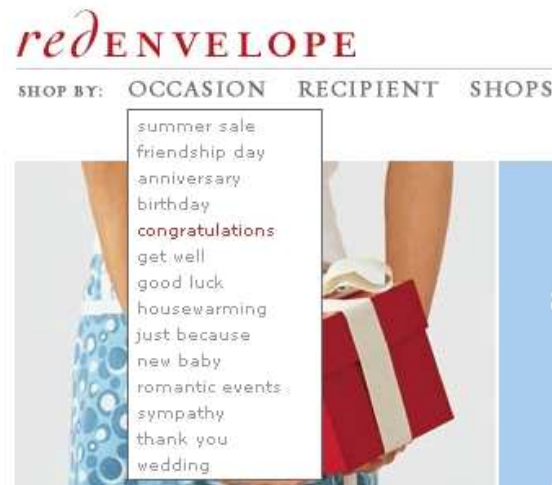 redENVELOPE
SHOP BY: OCCASION RECIPIENT SHOPS
summer sale
friendship day
anniversary
birthday
congratulations
get well
good luck
housewarming
just because
new baby
romantic events
sympathy
thank you
wedding